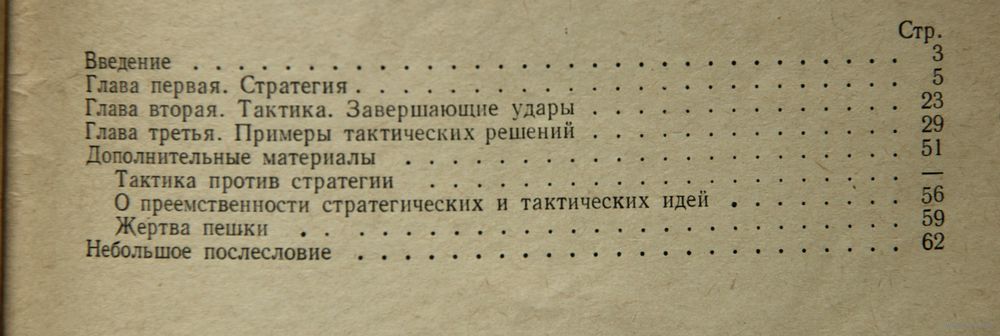 Стр.
Введение . . . . . . . . . . . . . . . . . . . . . . . . 3
Глава первая. Стратегия . . . . . . . . . . . . . . . . . . 5
Глава вторая. Тактика. Завершающие удары . . . . . . . . . . 23
Глава третья. Примеры тактических решений . . . . . . . . . . 29
Дополнительные материалы . . . . . . . . . . . . . . . . . 51
Тактика против стратегии . . . . . . . . . . . . . . . . —
О преемственности стратегических и тактических идей . . . . . . . 56
Жертва пешки . . . . . . . . . . . . . . . . . . . . . 59
Небольшое послесловие . . . . . . . . . . . . . . . . . . . 62